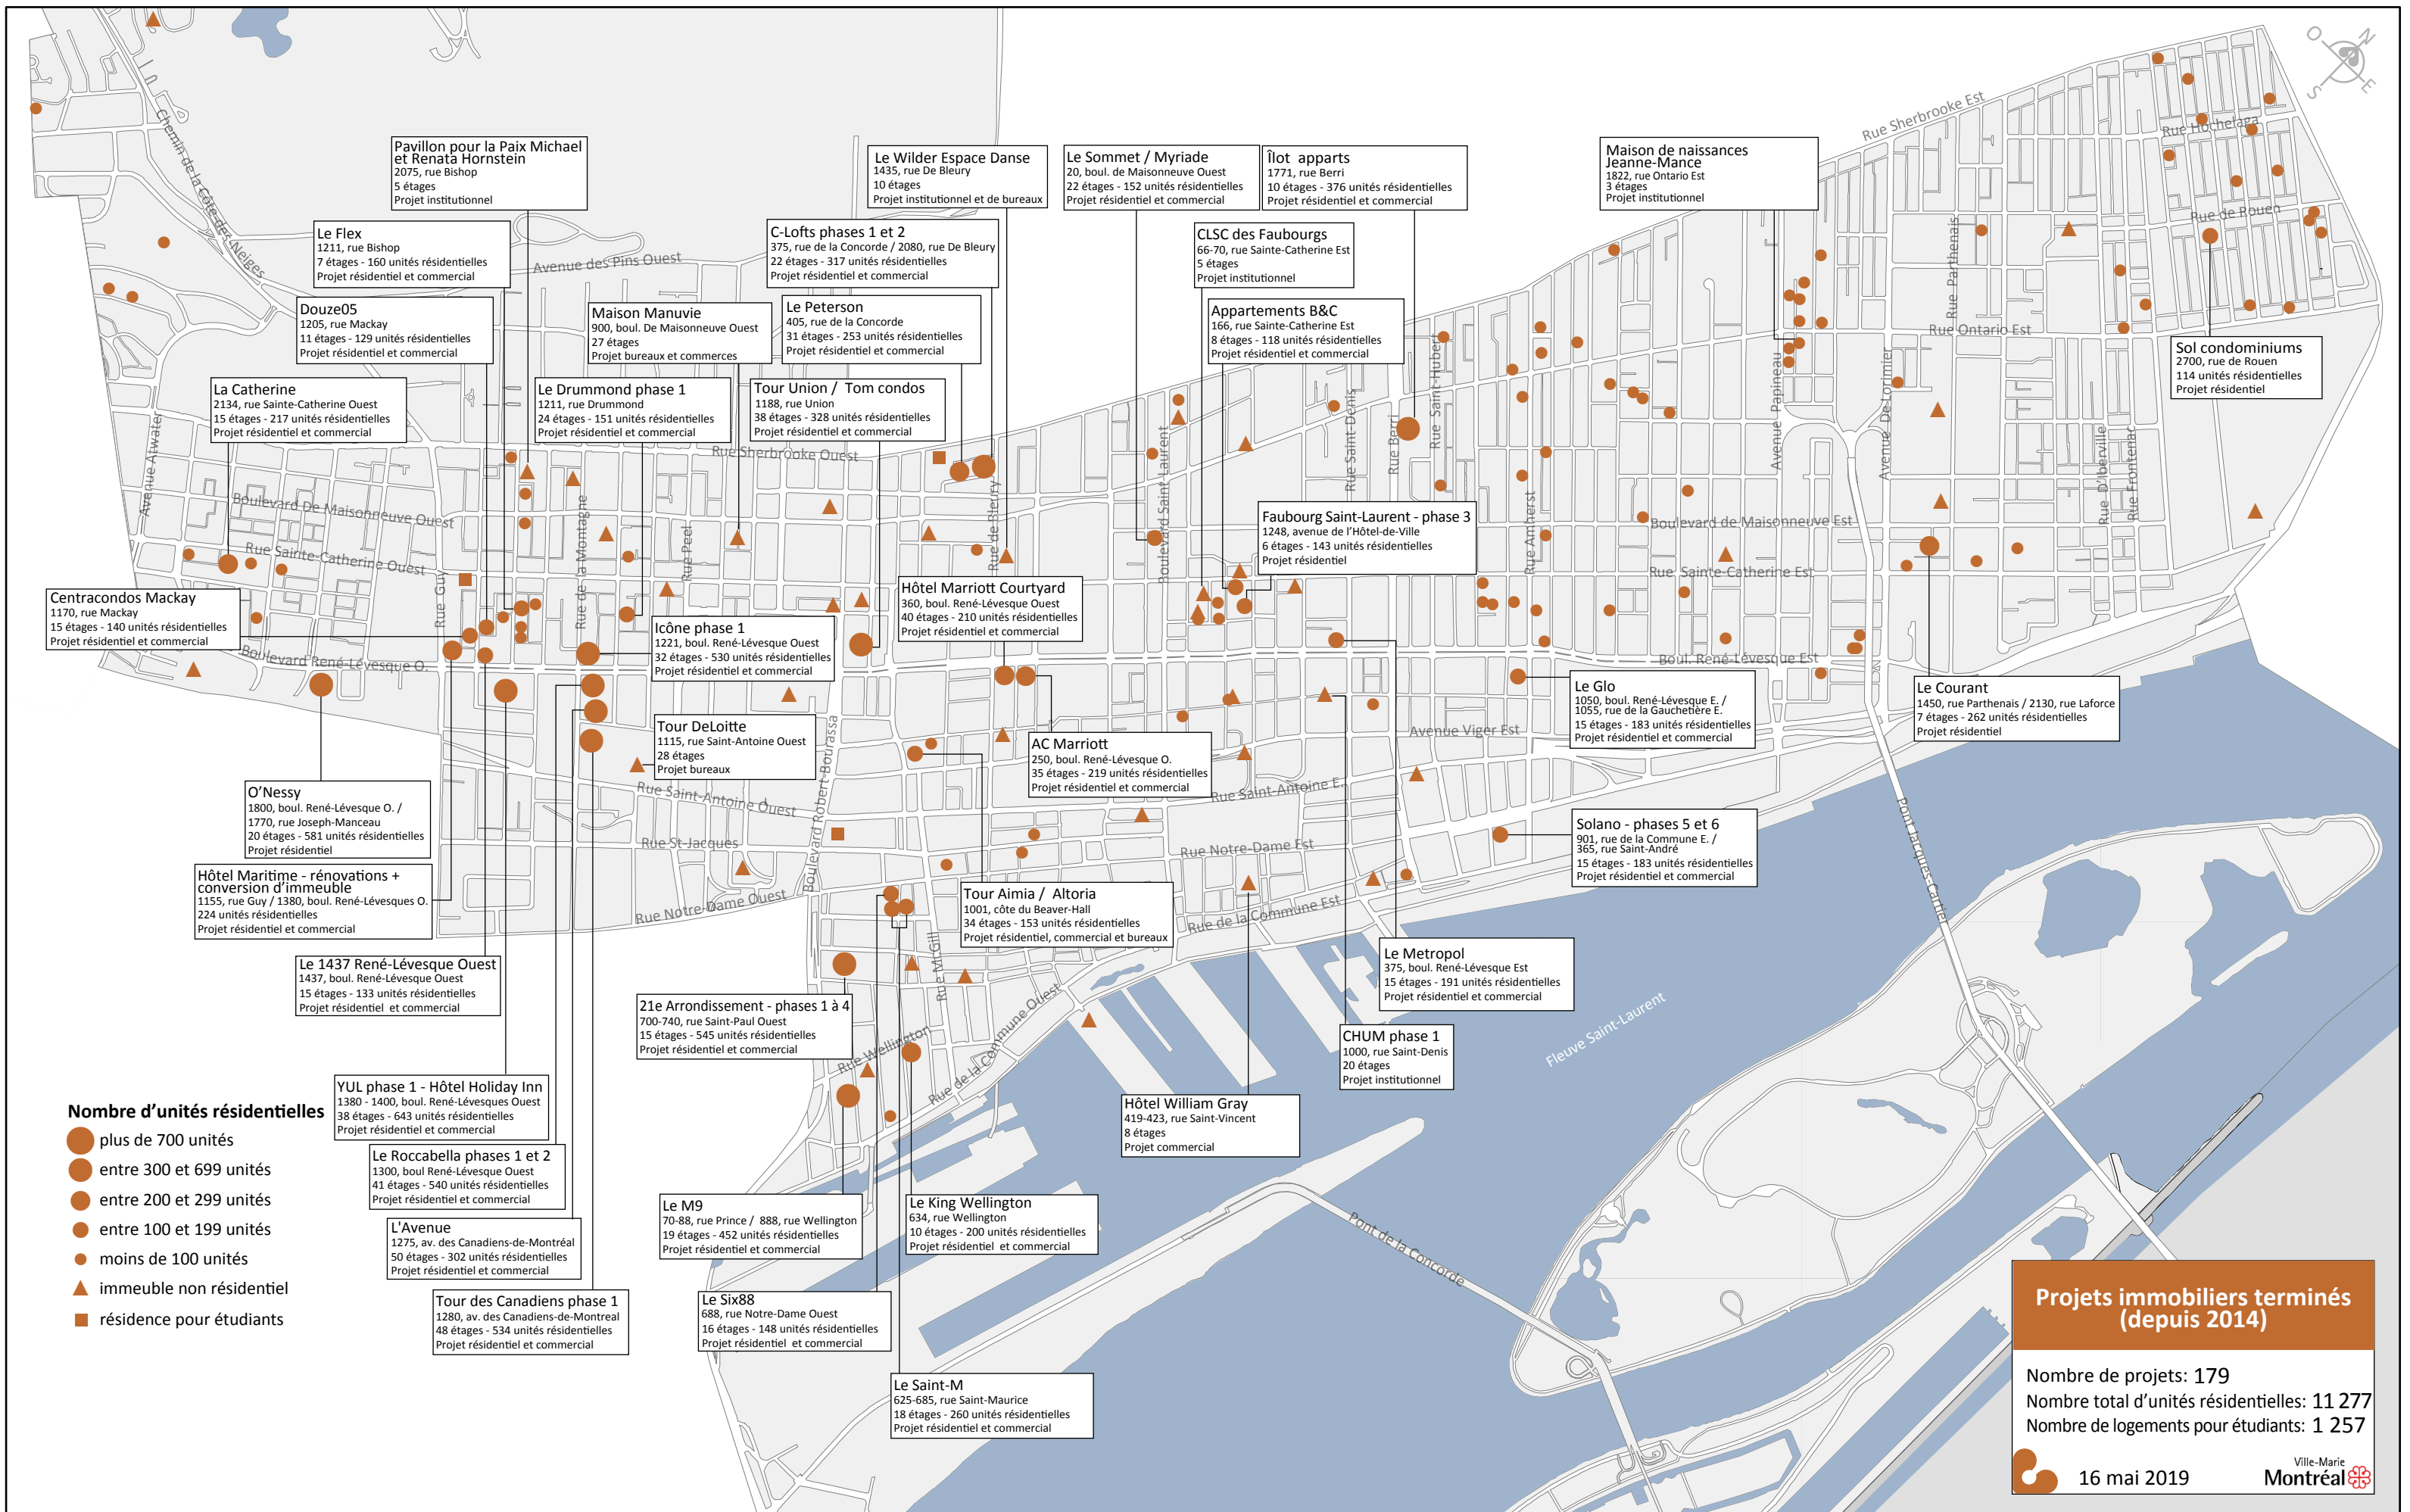 Pavillon pour la Paix Michael
et Renata Hornstein
2075, rue Bishop
5 étages
Projet institutionnel
Le Wilder Espace Danse
1435, rue De Bleury
10 étages
Projet institutionnel et de bureaux
Le Sommet / Myriade
20, boul. de Maisonneuve Ouest
22 étages - 152 unités résidentielles
Projet résidentiel et commercial
Îlot apparts
1771, rue Berri
10 étages - 376 unités résidentielles
Projet résidentiel et commercial
Maison de naissances
Jeanne-Mance
1822, rue Ontario Est
3 étages
Projet institutionnel
Le Flex
1211, rue Bishop
7 étages - 160 unités résidentielles
Projet résidentiel et commercial
C-Lofts phases 1 et 2
375, rue de la Concorde / 2080, rue De Bleury
22 étages - 317 unités résidentielles
Projet résidentiel et commercial
CLSC des Faubourgs
66-70, rue Sainte-Catherine Est
5 étages
Projet institutionnel
Douze05
1205, rue Mackay
11 étages - 129 unités résidentielles
Projet résidentiel et commercial
Maison Manuvie
900, boul. De Maisonneuve Ouest
27 étages
Projet bureaux et commerces
Le Peterson
405, rue de la Concorde
31 étages - 253 unités résidentielles
Projet résidentiel et commercial
Appartements B&C
166, rue Sainte-Catherine Est
8 étages - 118 unités résidentielles
Projet résidentiel et commercial
Sol condominiums
2700, rue de Rouen
114 unités résidentielles
Projet résidentiel
La Catherine
2134, rue Sainte-Catherine Ouest
15 étages - 217 unités résidentielles
Projet résidentiel et commercial
Le Drummond phase 1
1211, rue Drummond
24 étages - 151 unités résidentielles
Projet résidentiel et commercial
Tour Union / Tom condos
1188, rue Union
38 étages - 328 unités résidentielles
Projet résidentiel et commercial
Faubourg Saint-Laurent - phase 3
1248, avenue de l'Hôtel-de-Ville
6 étages - 143 unités résidentielles
Projet résidentiel
Centracondos Mackay
1170, rue Mackay
15 étages - 140 unités résidentielles
Projet résidentiel et commercial
Icône phase 1
1221, boul. René-Lévesque Ouest
32 étages - 530 unités résidentielles
Projet résidentiel et commercial
Hôtel Marriott Courtyard
360, boul. René-Lévesque Ouest
40 étages - 210 unités résidentielles
Projet résidentiel et commercial
Le Glo
1050, boul. René-Lévesque E. /
1055, rue de la Gauchetière E.
15 étages - 183 unités résidentielles
Projet résidentiel et commercial
Le Courant
1450, rue Parthenais / 2130, rue Laforce
7 étages - 262 unités résidentielles
Projet résidentiel
Tour DeLoitte
1115, rue Saint-Antoine Ouest
28 étages
Projet bureaux
AC Marriott
250, boul. René-Lévesque O.
35 étages - 219 unités résidentielles
Projet résidentiel et commercial
O'Nessy
1800, boul. René-Lévesque O. /
1770, rue Joseph-Manceau
20 étages - 581 unités résidentielles
Projet résidentiel
Solano - phases 5 et 6
901, rue de la Commune E. /
365, rue Saint-André
15 étages - 183 unités résidentielles
Projet résidentiel et commercial
Hôtel Maritime - rénovations +
conversion d'immeuble
1155, rue Guy / 1380, boul. René-Lévesques O.
224 unités résidentielles
Projet résidentiel et commercial
Tour Aimia / Altoria
1001, côte du Beaver-Hall
34 étages - 153 unités résidentielles
Projet résidentiel, commercial et bureaux
Le Metropol
375, boul. René-Lévesque Est
15 étages - 191 unités résidentielles
Projet résidentiel et commercial
Le 1437 René-Lévesque Ouest
1437, boul. René-Lévesque Ouest
15 étages - 133 unités résidentielles
Projet résidentiel et commercial
21e Arrondissement - phases 1 à 4
700-740, rue Saint-Paul Ouest
15 étages - 545 unités résidentielles
Projet résidentiel et commercial
CHUM phase 1
1000, rue Saint-Denis
20 étages
Projet institutionnel
YUL phase 1 - Hôtel Holiday Inn
1380 - 1400, boul. René-Lévesques Ouest
38 étages - 643 unités résidentielles
Projet résidentiel et commercial
Hôtel William Gray
419-423, rue Saint-Vincent
8 étages
Projet commercial
Le Roccabella phases 1 et 2
1300, boul René-Lévesque Ouest
41 étages - 540 unités résidentielles
Projet résidentiel et commercial
Le M9
70-88, rue Prince / 888, rue Wellington
19 étages - 452 unités résidentielles
Projet résidentiel et commercial
Le King Wellington
634, rue Wellington
10 étages - 200 unités résidentielles
Projet résidentiel et commercial
L'Avenue
1275, av. des Canadiens-de-Montréal
50 étages - 302 unités résidentielles
Projet résidentiel et commercial
Tour des Canadiens phase 1
1280, av. des Canadiens-de-Montreal
48 étages - 534 unités résidentielles
Projet résidentiel et commercial
Le Six88
688, rue Notre-Dame Ouest
16 étages - 148 unités résidentielles
Projet résidentiel et commercial
Le Saint-M
625-685, rue Saint-Maurice
18 étages - 260 unités résidentielles
Projet résidentiel et commercial
Chemin de la Côte-des-Neiges
Avenue des Pins Ouest
Rue Sherbrooke Est
Rue Hochelaga
Rue de Rouen
Rue Parthenais
Rue Ontario Est
Avenue Atwater
Rue Sherbrooke Ouest
Boulevard De Maisonneuve Ouest
Rue Sainte-Catherine Ouest
Rue Guy
Rue de la Montagne
Rue Peel
Rue de Bleury
Boulevard Saint-Laurent
Rue Saint-Denis
Rue Berri
Rue Saint-Hubert
Rue Amherst
Avenue Papineau
Avenue De Lorimier
Rue D'Iberville
Rue Frontenac
Boulevard de Maisonneuve Est
Rue Sainte-Catherine Est
Boulevard René-Lévesque O.
Boul. René-Lévesque Est
Avenue Viger Est
Boulevard Robert-Bourassa
Rue Saint-Antoine Ouest
Rue Saint-Antoine E.
Rue St-Jacques
Rue Notre-Dame Ouest
Rue Notre-Dame Est
Rue de la Commune Est
Rue McGill
Rue Wellington
Rue de la Commune Ouest
Fleuve Saint-Laurent
Pont Jacques-Cartier
Pont de la Concorde
O
N
S
E
Nombre d'unités résidentielles
plus de 700 unités
entre 300 et 699 unités
entre 200 et 299 unités
entre 100 et 199 unités
moins de 100 unités
immeuble non résidentiel
résidence pour étudiants
Projets immobiliers terminés
(depuis 2014)
Nombre de projets: 179
Nombre total d'unités résidentielles: 11 277
Nombre de logements pour étudiants: 1 257
16 mai 2019
Ville-Marie
Montréal